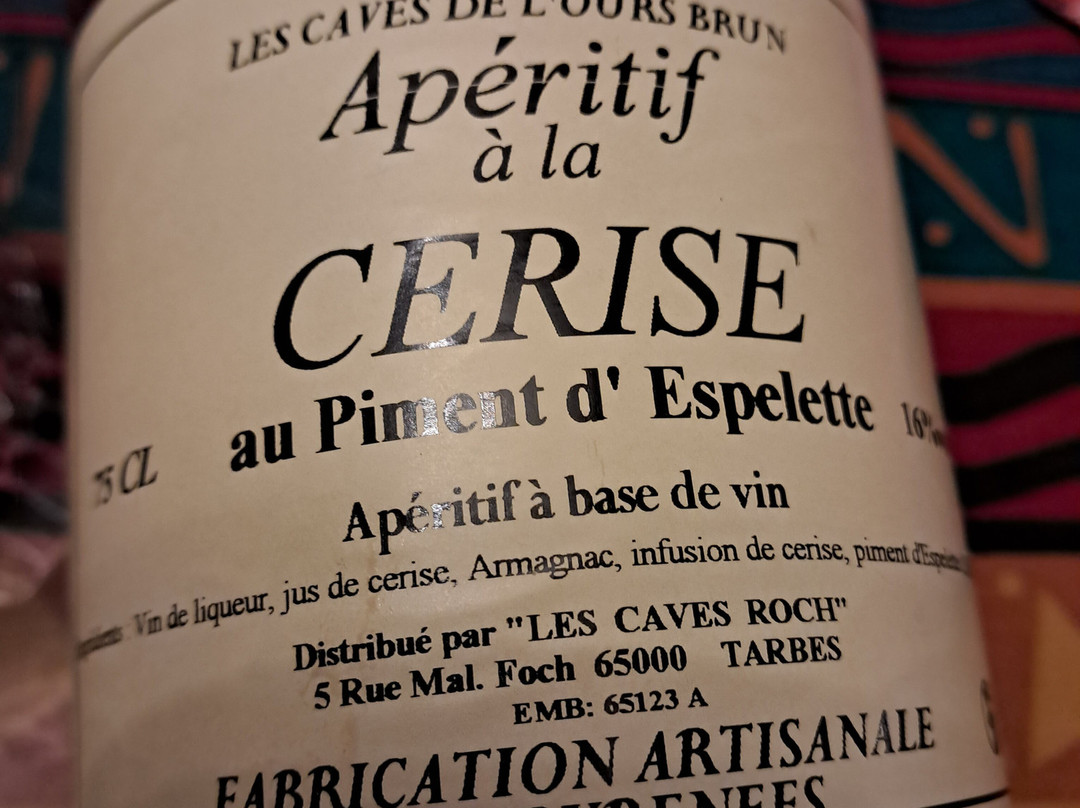 LES CAVES DE L'OURS BRUN
Apéritif
à la
CERISE
au Piment d' Espelette
75 CL
16%
Apéritif à base de vin
Vin de liqueur, jus de cerise, Armagnac, infusion de cerise, piment d'Espelette
Distribué par "LES CAVES ROCH"
5 Rue Mal. Foch 65000 TARBES
EMB: 65123 A
FABRICATION ARTISANALE